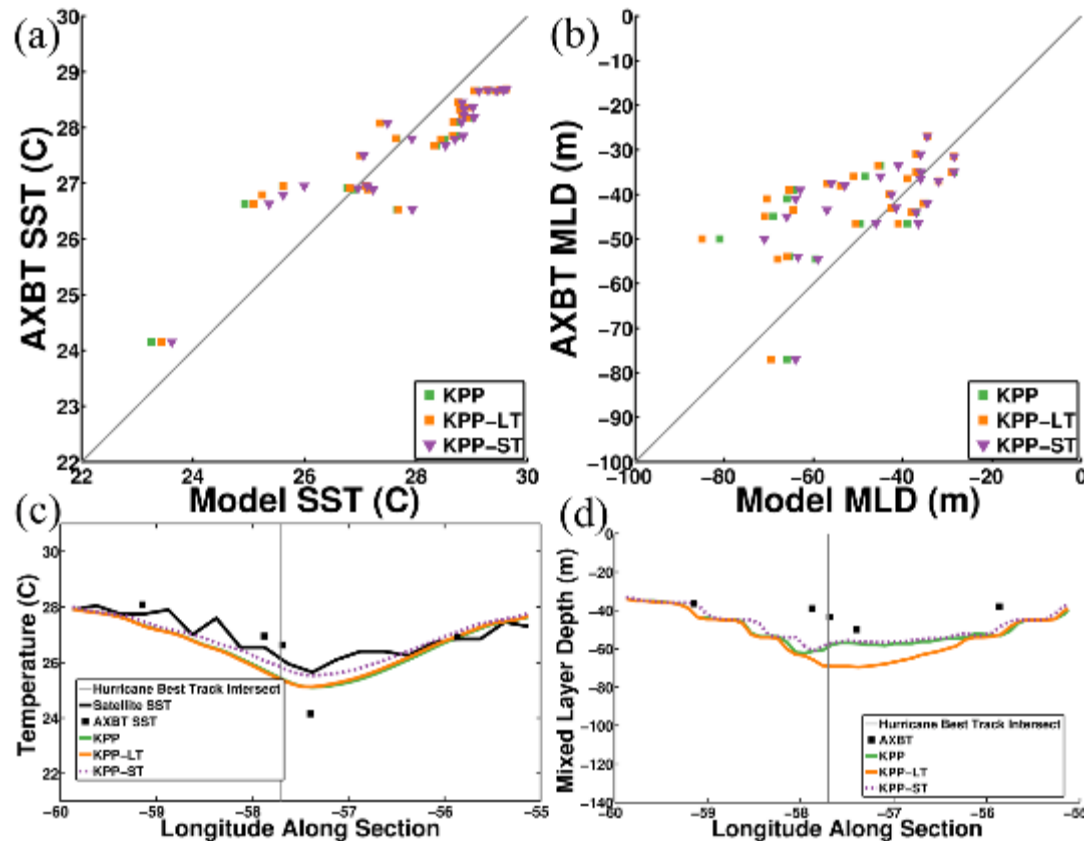 (a)
30
29
28
27
26
25
24
23
22
22
24
26
28
30
AXBT SST (C)
Model SST (C)
KPP
KPP-LT
KPP-ST
(b)
0
-10
-20
-30
-40
-50
-60
-70
-80
-90
-100
-100
-80
-60
-40
-20
0
AXBT MLD (m)
Model MLD (m)
KPP
KPP-LT
KPP-ST
(c)
30
28
26
24
22
-60
-59
-58
-57
-56
-55
Temperature (C)
Longitude Along Section
Hurricane Best Track Intersect
Satellite SST
AXBT SST
KPP
KPP-LT
KPP-ST
(d)
0
-20
-40
-60
-80
-100
-120
-140
-60
-59
-58
-57
-56
-55
Mixed Layer Depth (m)
Longitude Along Section
Hurricane Best Track Intersect
AXBT
KPP
KPP-LT
KPP-ST